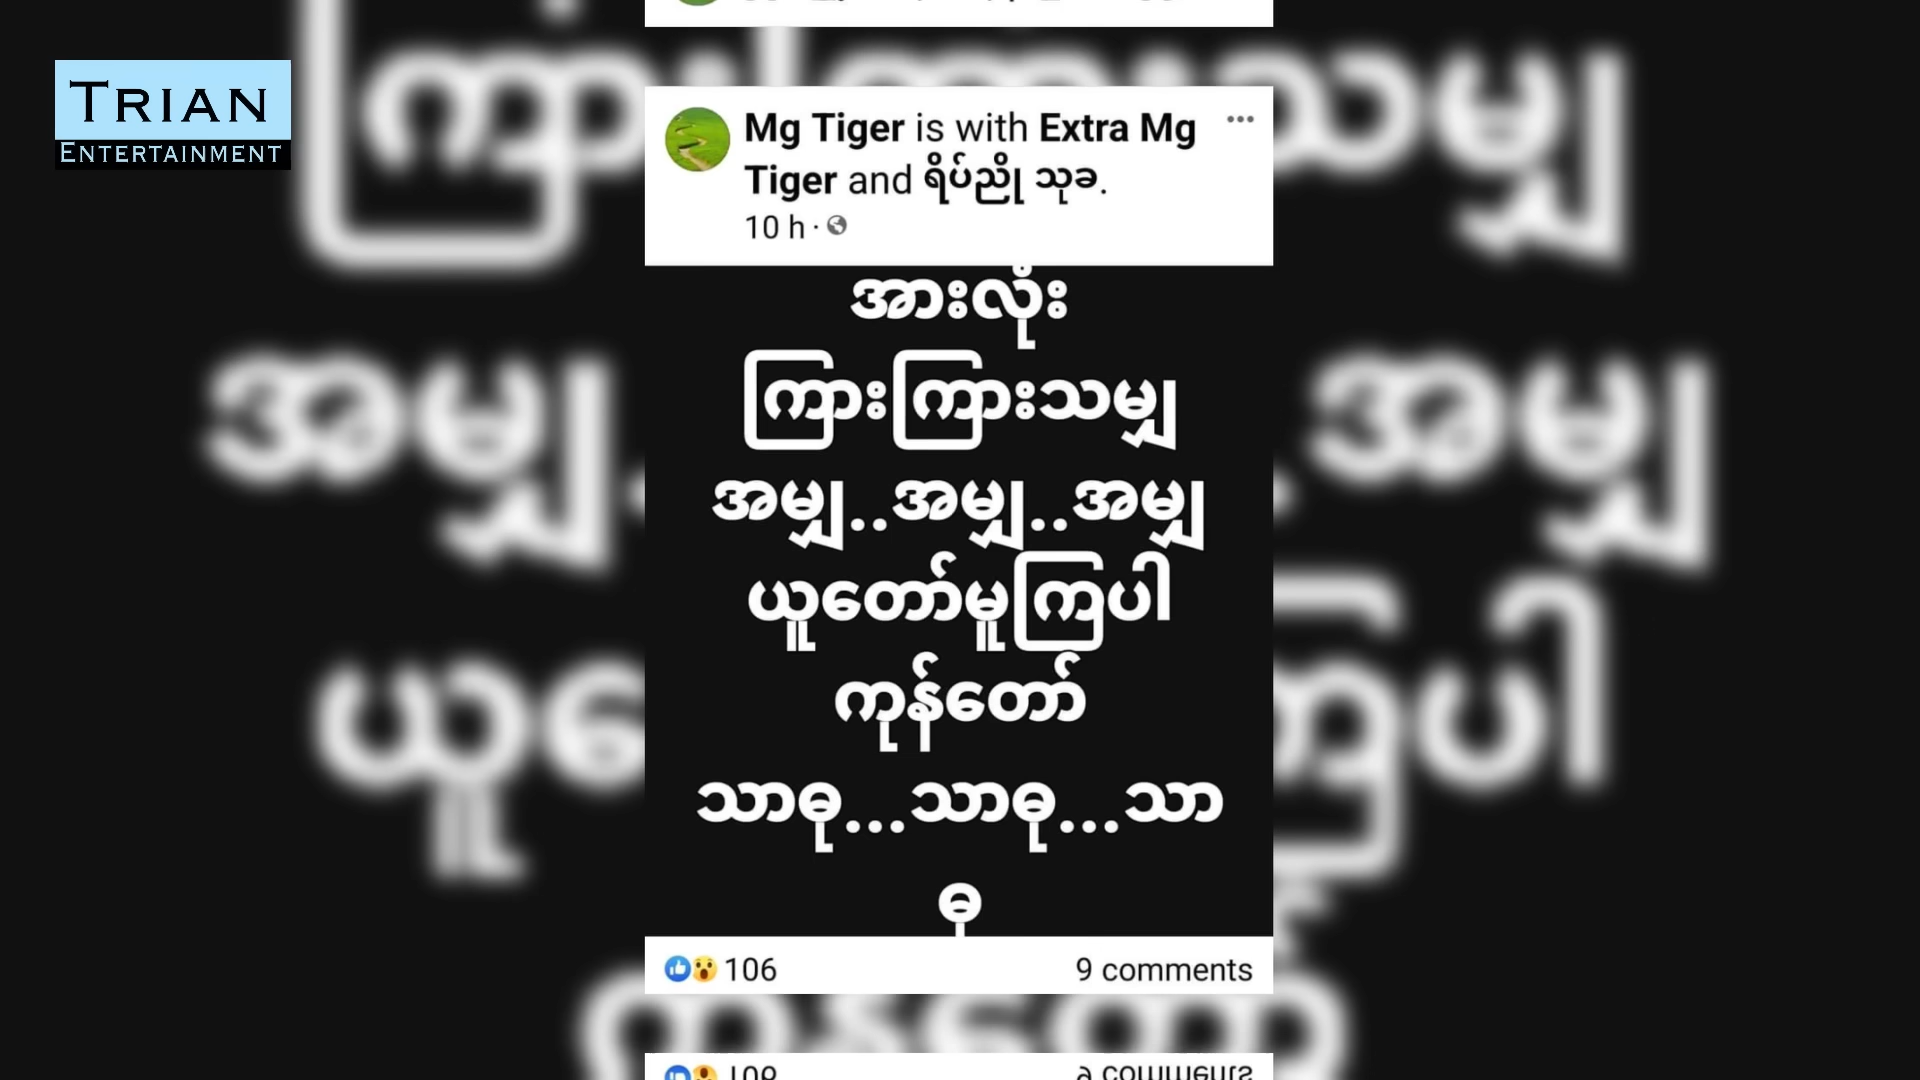 TRIAN
ENTERTAINMENT
Mg Tiger is with Extra Mg
Tiger and ရိပ်ညို သုခ.
10 h ·
အားလုံး
ကြားကြားသမျှ
အမျှ..အမျှ..အမျှ
ယူတော်မူကြပါ
ကုန်တော်
သာဓု...သာဓု...သာ
ဓု
106
9 comments